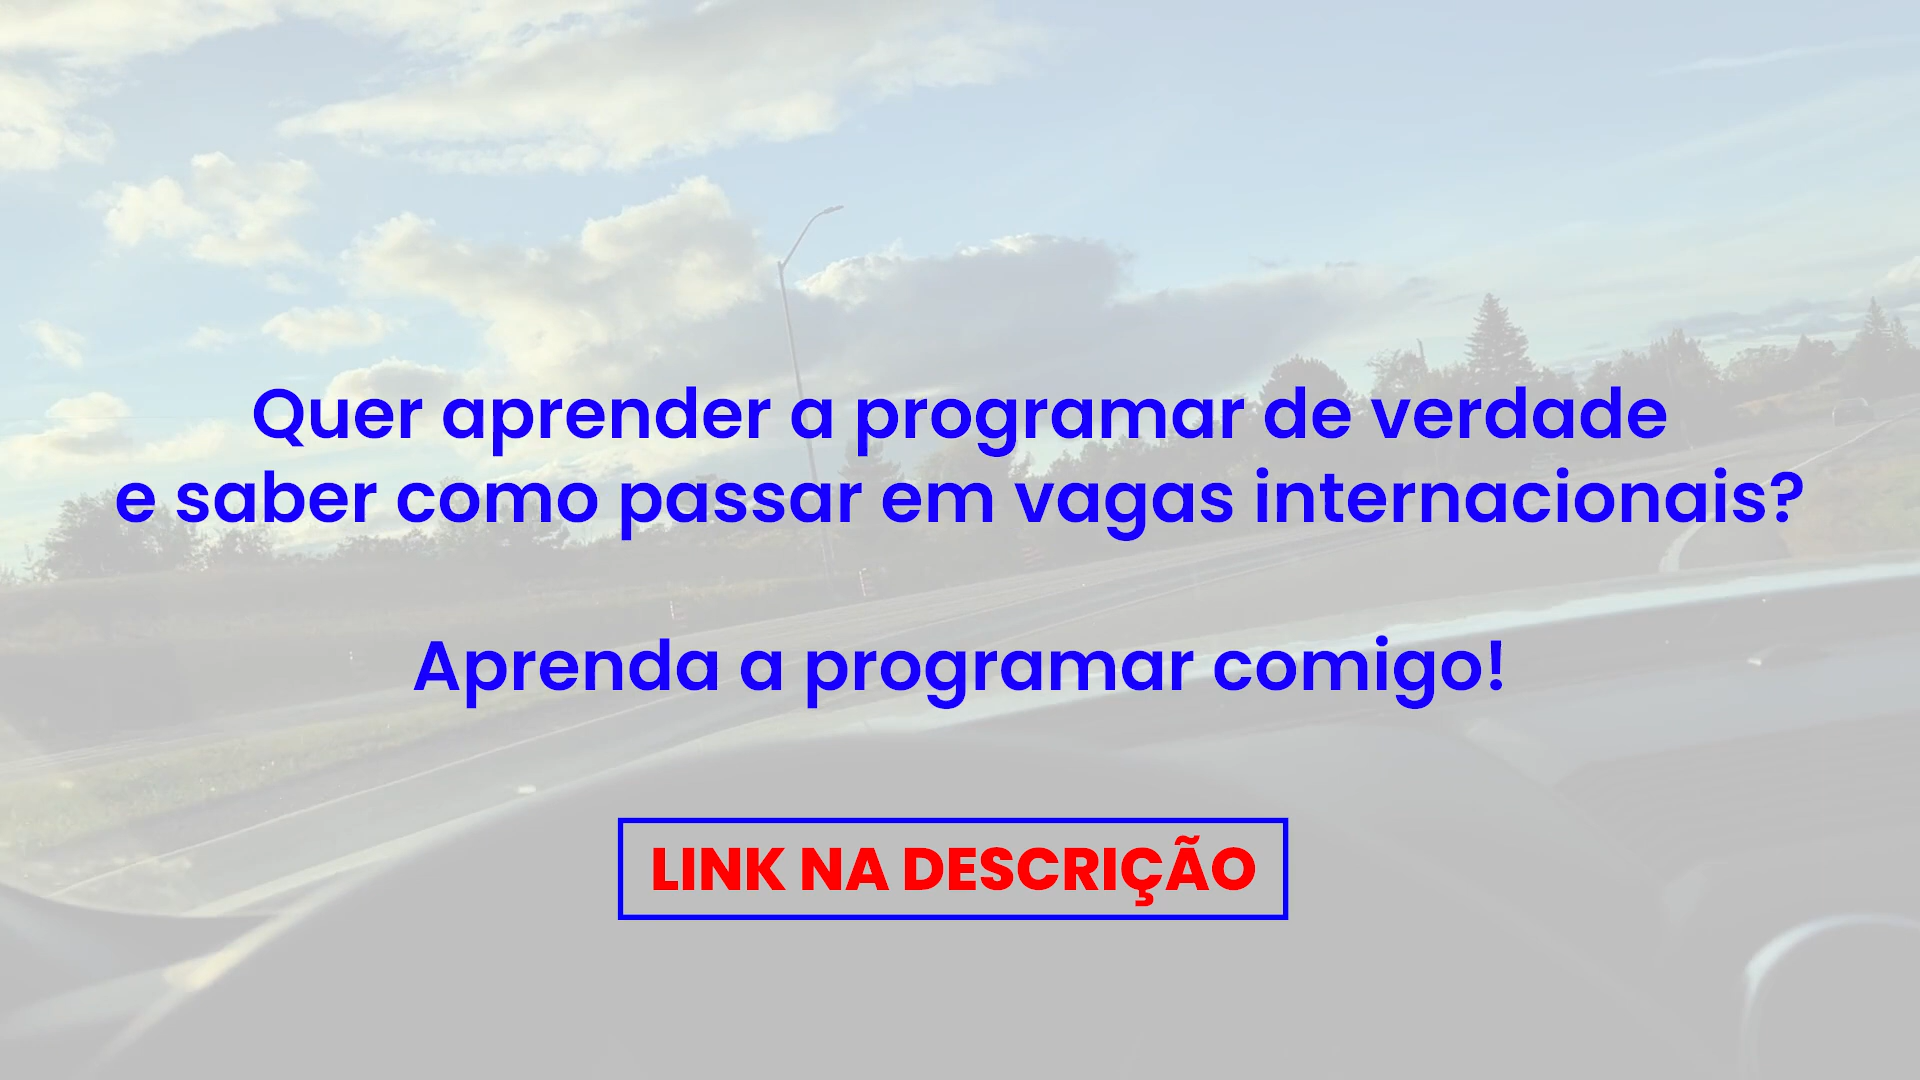 Quer aprender a programar de verdade
e saber como passar em vagas internacionais?
Aprenda a programar comigo!
LINK NA DESCRIÇÃO